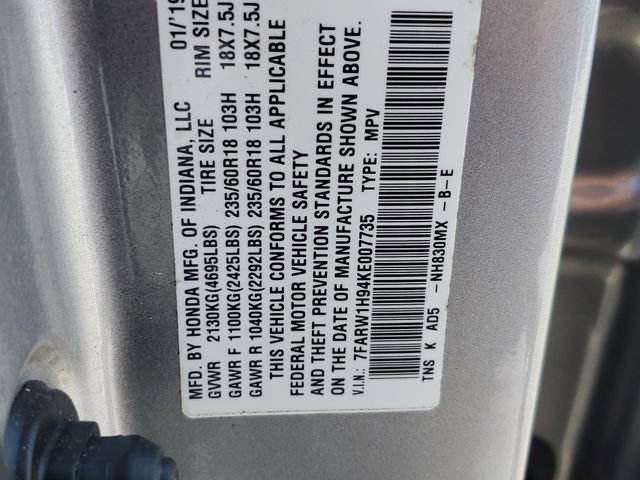 MFD. BY HONDA MFG. OF INDIANA, LLC 01/'19
GVWR 2130KG(4695LBS) TIRE SIZE RIM SIZE
GAWR F 1100KG(2425LBS) 235/60R18 103H 18X7.5J
GAWR R 1040KG(2292LBS) 235/60R18 103H 18X7.5J
THIS VEHICLE CONFORMS TO ALL APPLICABLE
FEDERAL MOTOR VEHICLE SAFETY
AND THEFT PREVENTION STANDARDS IN EFFECT
ON THE DATE OF MANUFACTURE SHOWN ABOVE.
V.I.N.: 7FARW1H94KE007735 TYPE: MPV
TNS K AD5 -NH830MX -B-E